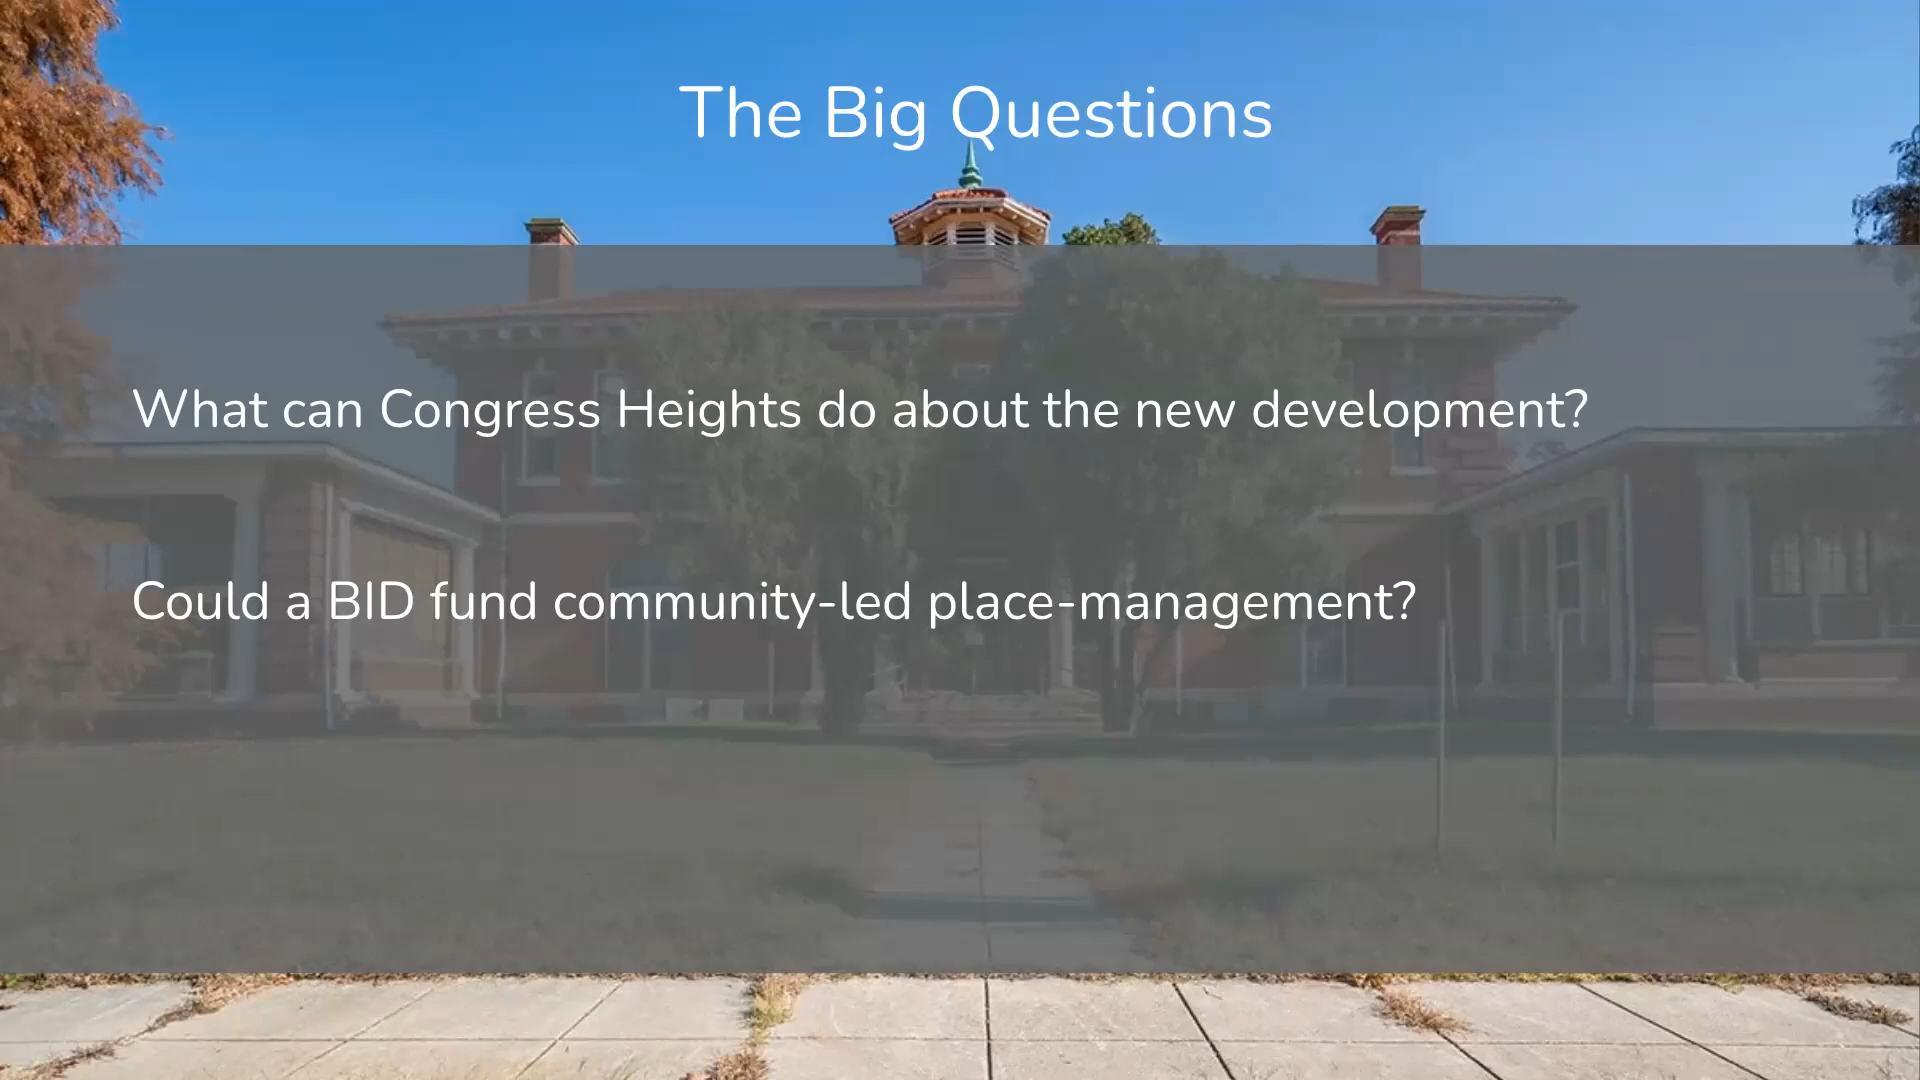 The Big Questions
What can Congress Heights do about the new development?
Could a BID fund community-led place-management?